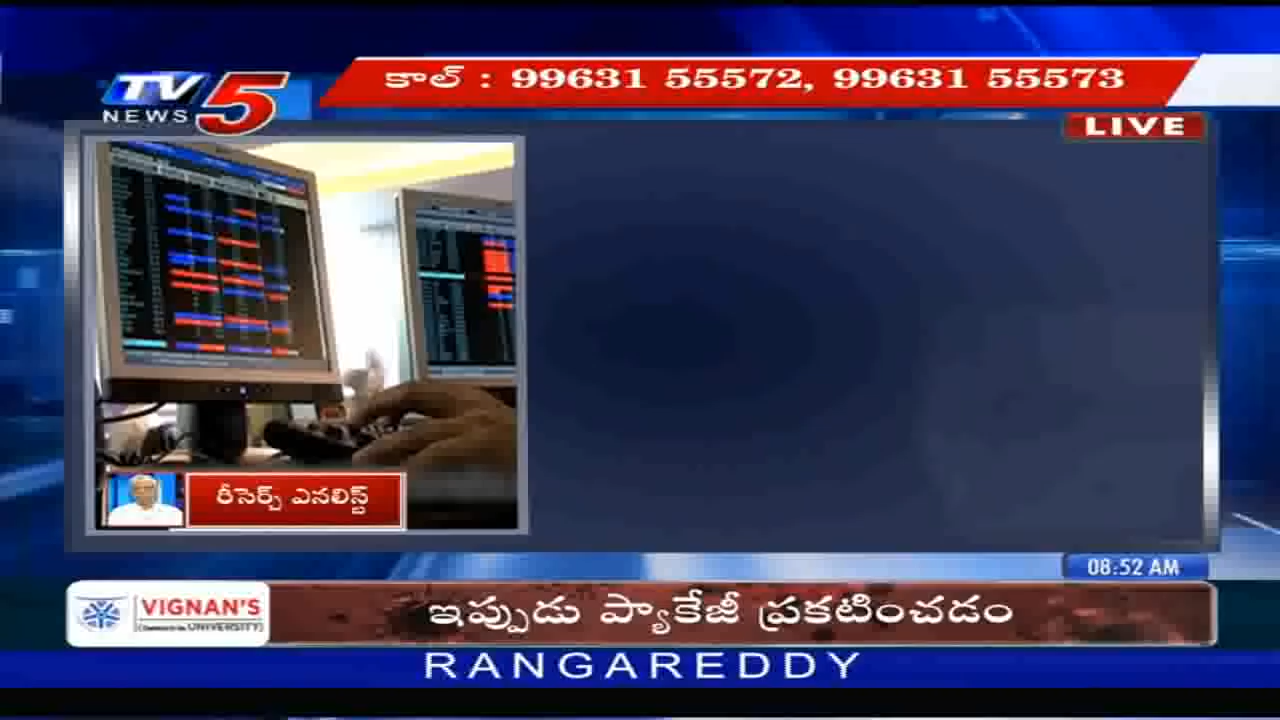 కాల్ : 99631 55572, 99631 55573
TV5
NEWS
LIVE
రీసెర్చ్ ఎనలిస్ట్
08:52 AM
VIGNAN'S
UNIVERSITY
ఇప్పుడు ప్యాకేజీ ప్రకటించడం
RANGAREDDY